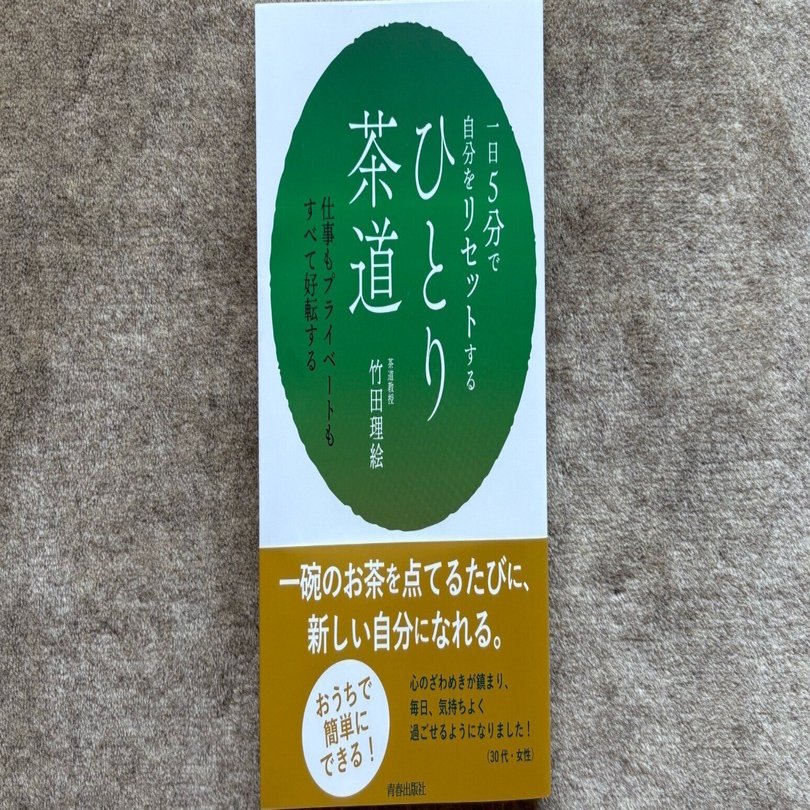 一日5分で
自分をリセットする
ひとり
茶道
茶道教授
竹田理絵
仕事もプライベートも
すべて好転する
一碗のお茶を点てるたびに、
新しい自分になれる。
おうちで
簡単に
できる！
心のざわめきが鎮まり、
毎日、気持ちよく
過ごせるようになりました！
（30代・女性）
青春出版社